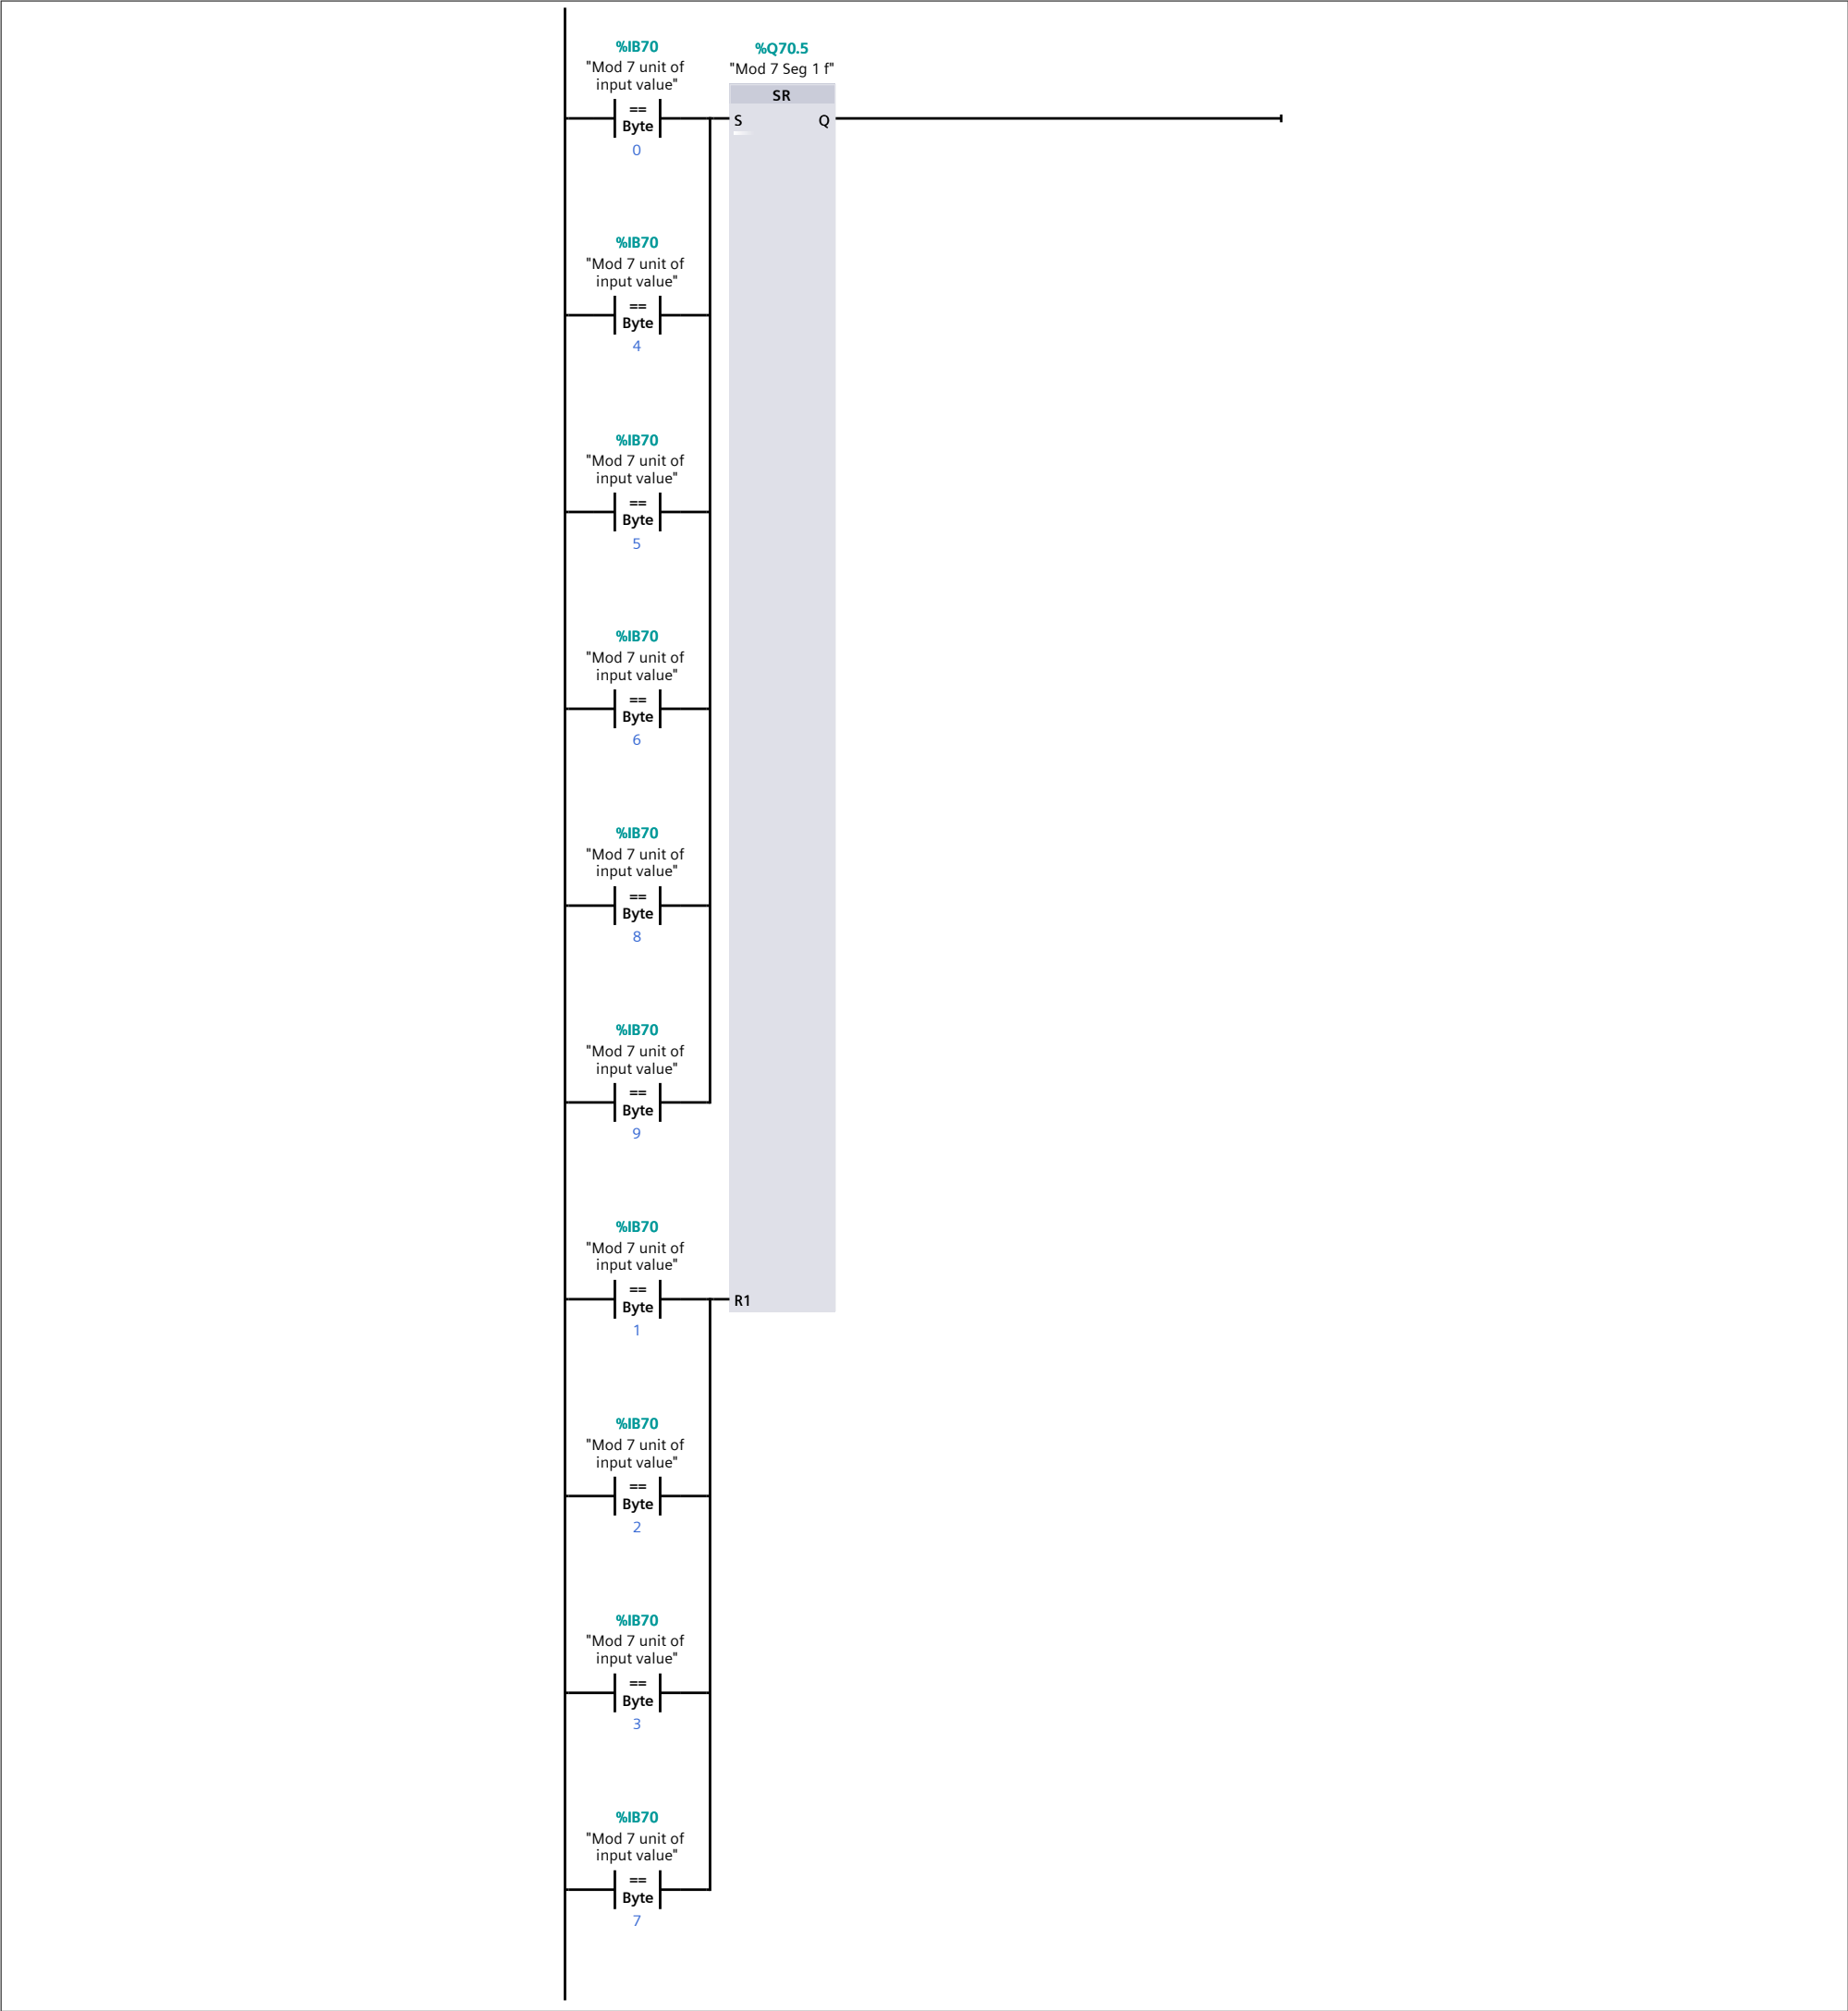 %IB70
"Mod 7 unit of
input value"
==
Byte
0
%Q70.5
"Mod 7 Seg 1 f"
SR
S
Q
%IB70
"Mod 7 unit of
input value"
==
Byte
4
%IB70
"Mod 7 unit of
input value"
==
Byte
5
%IB70
"Mod 7 unit of
input value"
==
Byte
6
%IB70
"Mod 7 unit of
input value"
==
Byte
8
%IB70
"Mod 7 unit of
input value"
==
Byte
9
%IB70
"Mod 7 unit of
input value"
==
Byte
1
R1
%IB70
"Mod 7 unit of
input value"
==
Byte
2
%IB70
"Mod 7 unit of
input value"
==
Byte
3
%IB70
"Mod 7 unit of
input value"
==
Byte
7